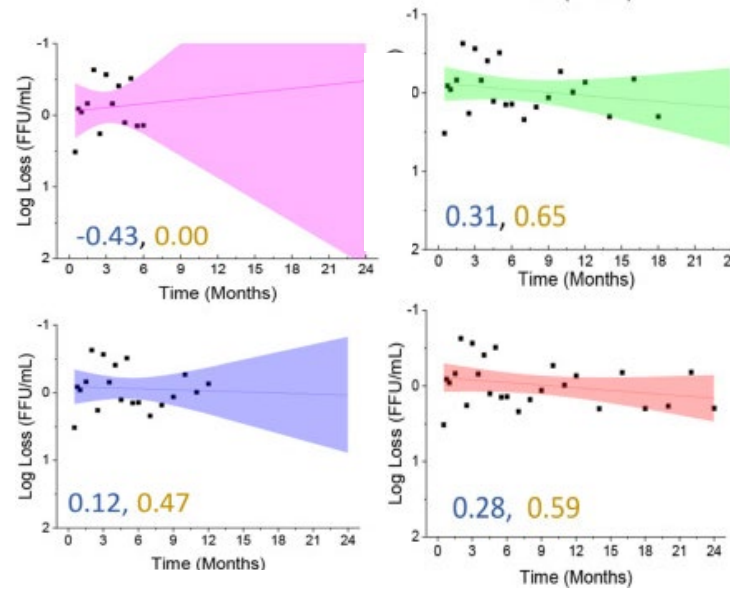 -1
0
1
2
Log Loss (FFU/mL)
-0.43, 0.00
0 3 6 9 12 15 18 21 24
Time (Months)
-1
0
1
2
Log Loss (FFU/mL)
0.31, 0.65
0 3 6 9 12 15 18 21 24
Time (Months)
-1
0
1
2
Log Loss (FFU/mL)
0.12, 0.47
0 3 6 9 12 15 18 21 24
Time (Months)
-1
0
1
2
Log Loss (FFU/mL)
0.28, 0.59
0 3 6 9 12 15 18 21 24
Time (Months)